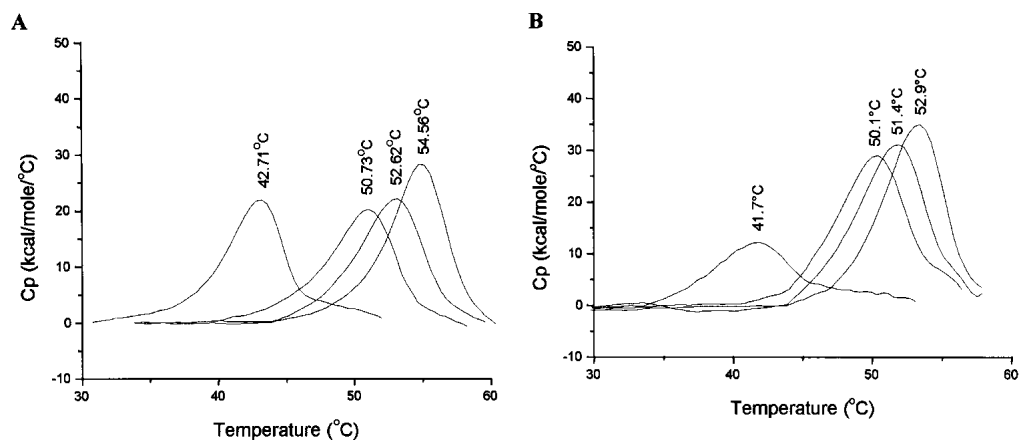 A
50
40
30
20
10
0
-10
Cp (kcal/mole/°C)
42.71°C
50.73°C
52.62°C
54.56°C
30
40
50
60
Temperature (°C)
B
50
40
30
20
10
0
-10
Cp (kcal/mole/°C)
41.7°C
50.1°C
51.4°C
52.9°C
30
40
50
60
Temperature (°C)